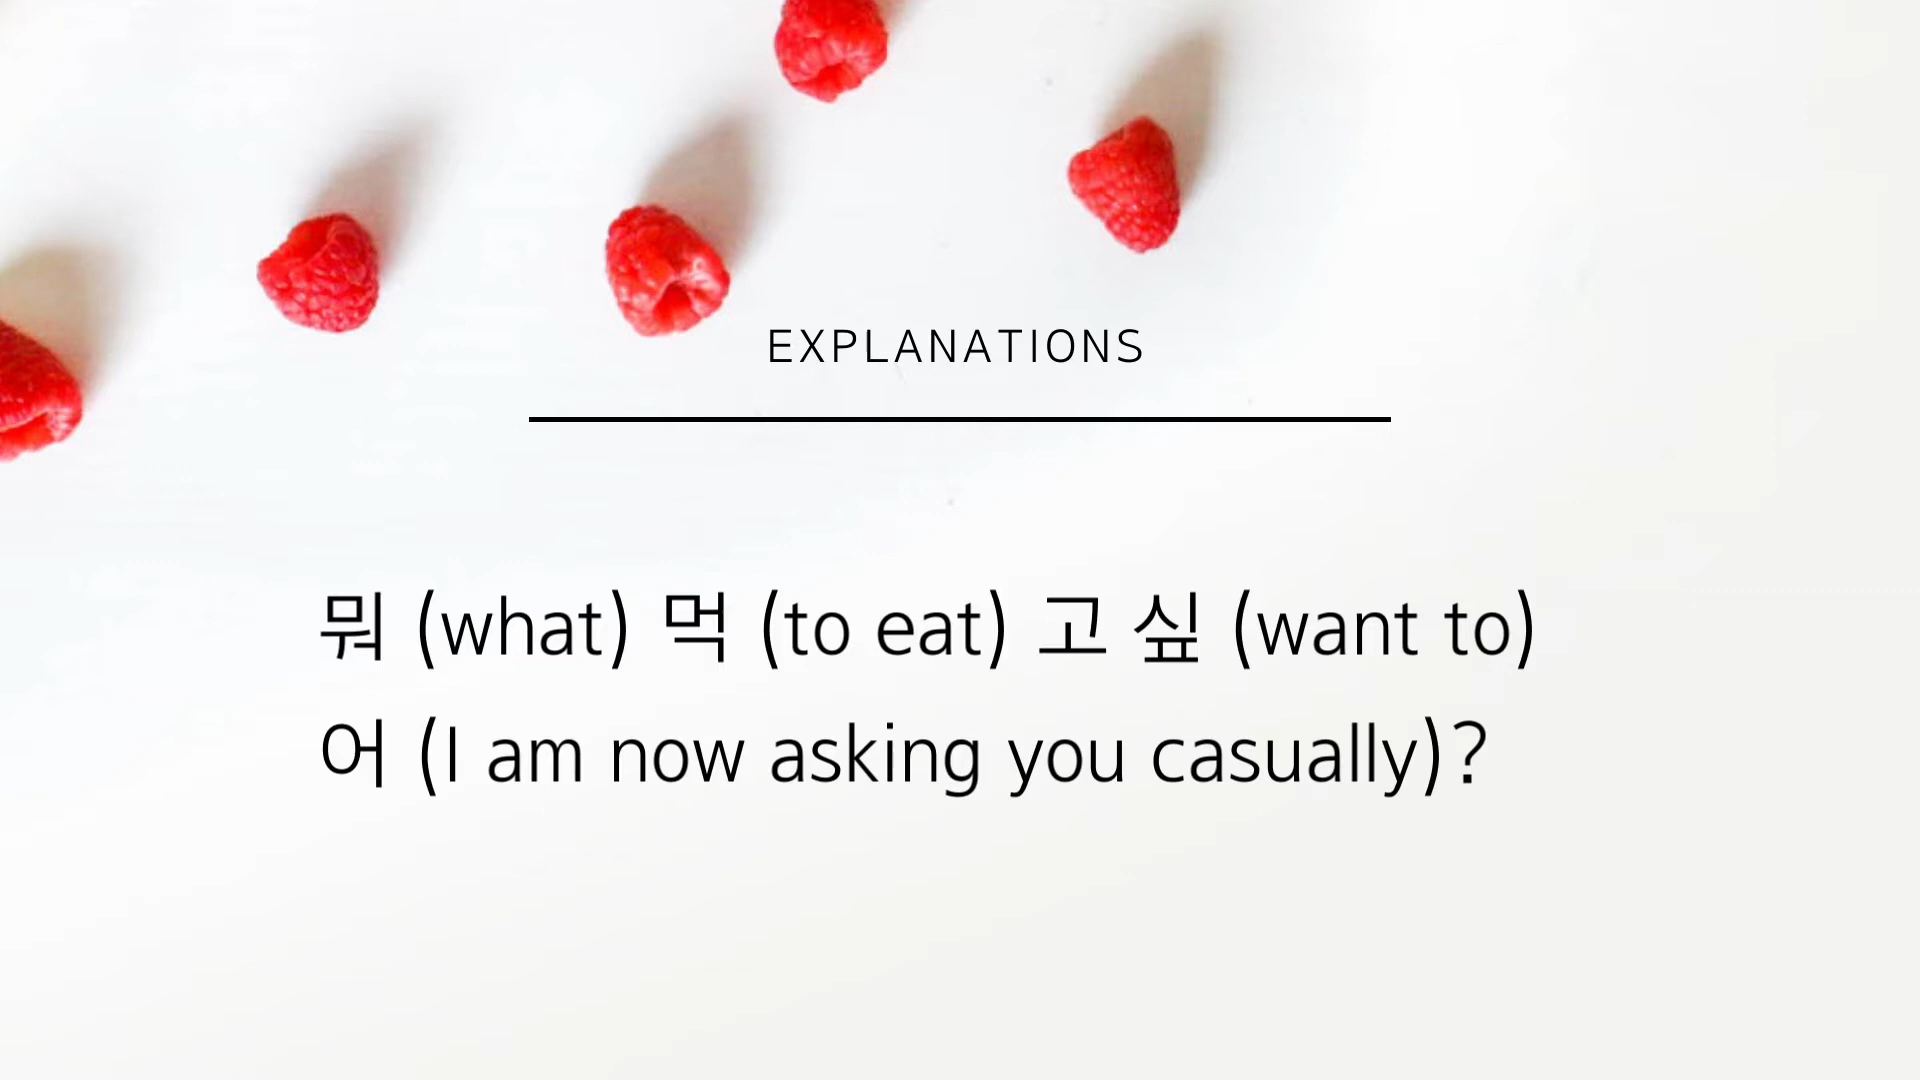 EXPLANATIONS
뭐 (what) 먹 (to eat) 고 싶 (want to)
어 (I am now asking you casually)?